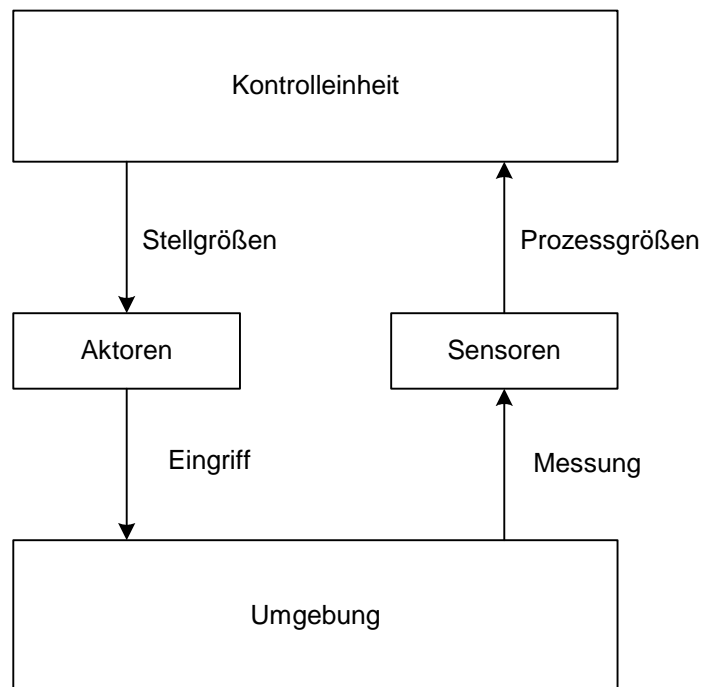 Kontrolleinheit
Stellgrößen
Prozessgrößen
Aktoren
Sensoren
Eingriff
Messung
Umgebung